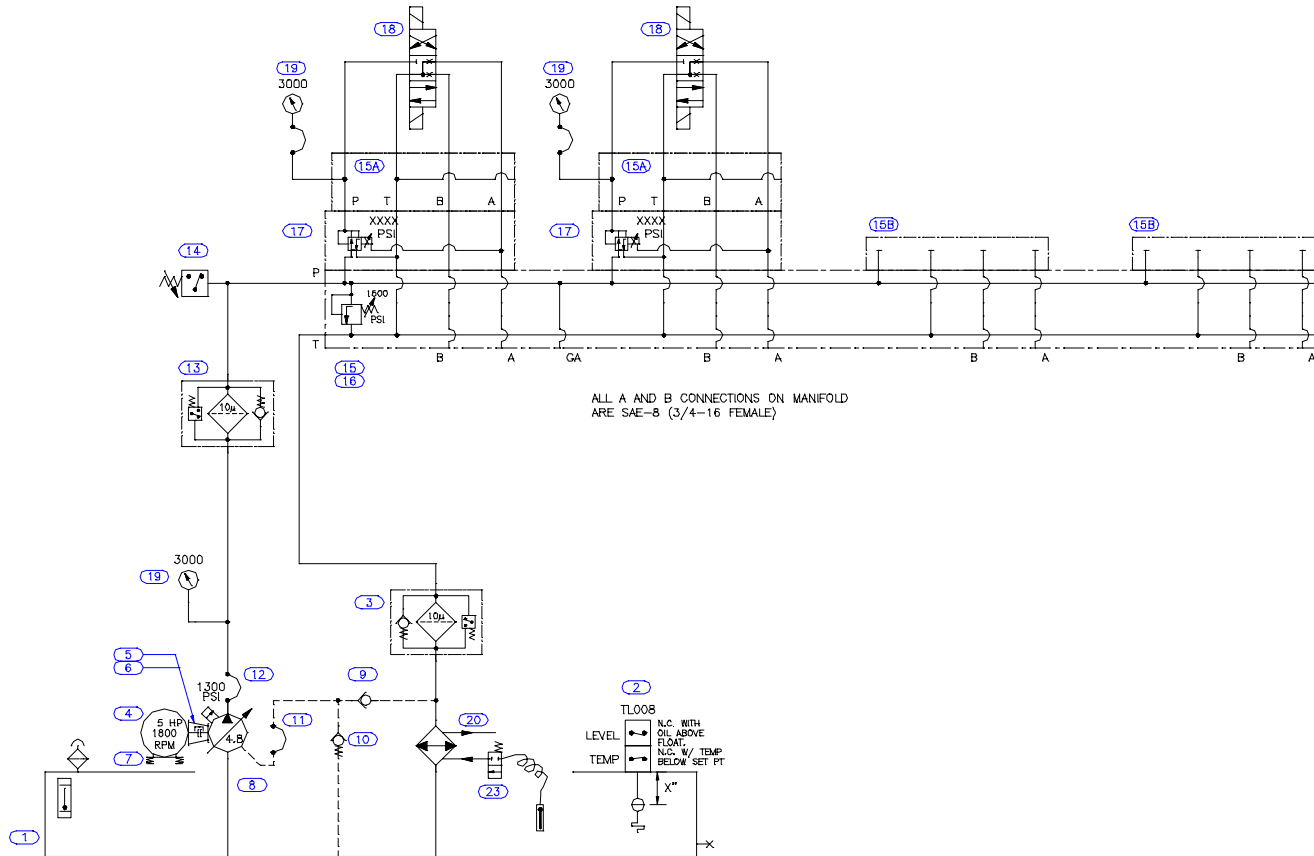 18
18
19
3000
19
3000
15A
15A
P T B A
P T B A
XXXX
PSI
XXXX
PSI
17
17
15B
15B
14
P
1500
PSI
T
B A GA B A B A B A
15
16
13
10µ
ALL A AND B CONNECTIONS ON MANIFOLD
ARE SAE-8 (3/4-16 FEMALE)
3000
19
3
10µ
5
6
12
9
2
1300
PSI
TL008
4
5 HP
1800
RPM
4.8
11
10
20
LEVEL
N.C. WITH
OIL ABOVE
FLOAT.
TEMP
N.C. W/ TEMP
BELOW SET PT
7
8
23
X"
1